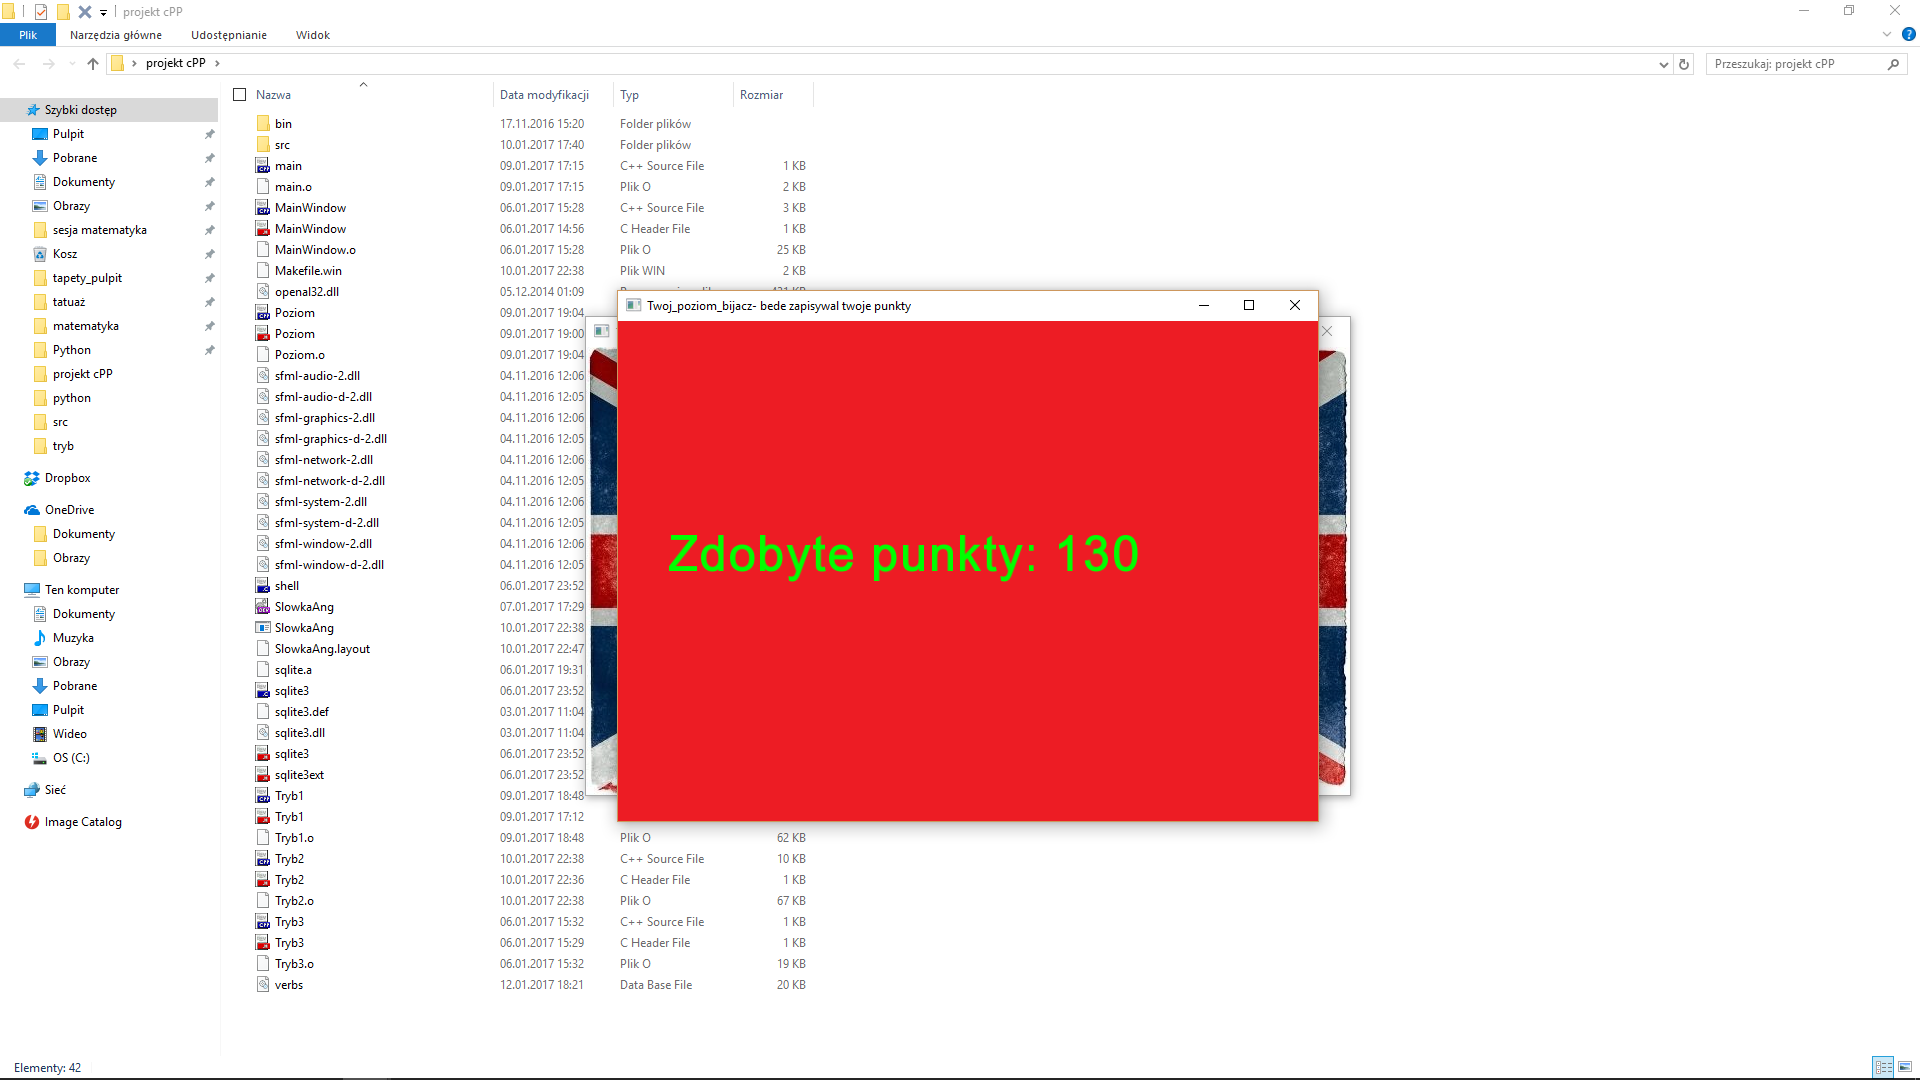 projekt cPP
Plik Narzędzia główne Udostępnianie Widok
projekt cPP
Przeszukaj: projekt cPP
Szybki dostęp
Pulpit
Pobrane
Dokumenty
Obrazy
sesja matematyka
Kosz
tapety_pulpit
tatuaż
matematyka
Python
projekt cPP
python
src
tryb
Dropbox
OneDrive
Dokumenty
Obrazy
Ten komputer
Dokumenty
Muzyka
Obrazy
Pobrane
Pulpit
Wideo
OS (C:)
Sieć
Image Catalog
Nazwa Data modyfikacji Typ Rozmiar
bin 17.11.2016 15:20 Folder plików
src 10.01.2017 17:40 Folder plików
main 09.01.2017 17:15 C++ Source File 1 KB
main.o 09.01.2017 17:15 Plik O 2 KB
MainWindow 06.01.2017 15:28 C++ Source File 3 KB
MainWindow 06.01.2017 14:56 C Header File 1 KB
MainWindow.o 06.01.2017 15:28 Plik O 25 KB
Makefile.win 10.01.2017 22:38 Plik WIN 2 KB
openal32.dll 05.12.2014 01:09
Poziom 09.01.2017 19:04
Poziom 09.01.2017 19:00
Poziom.o 09.01.2017 19:04
sfml-audio-2.dll 04.11.2016 12:06
sfml-audio-d-2.dll 04.11.2016 12:05
sfml-graphics-2.dll 04.11.2016 12:06
sfml-graphics-d-2.dll 04.11.2016 12:05
sfml-network-2.dll 04.11.2016 12:06
sfml-network-d-2.dll 04.11.2016 12:05
sfml-system-2.dll 04.11.2016 12:06
sfml-system-d-2.dll 04.11.2016 12:05
sfml-window-2.dll 04.11.2016 12:06
sfml-window-d-2.dll 04.11.2016 12:05
shell 06.01.2017 23:52
SlowkaAng 07.01.2017 17:29
SlowkaAng 10.01.2017 22:38
SlowkaAng.layout 10.01.2017 22:47
sqlite.a 06.01.2017 19:31
sqlite3 06.01.2017 23:52
sqlite3.def 03.01.2017 11:04
sqlite3.dll 03.01.2017 11:04
sqlite3 06.01.2017 23:52
sqlite3ext 06.01.2017 23:52
Tryb1 09.01.2017 18:48
Tryb1 09.01.2017 17:12
Tryb1.o 09.01.2017 18:48 Plik O 62 KB
Tryb2 10.01.2017 22:38 C++ Source File 10 KB
Tryb2 10.01.2017 22:36 C Header File 1 KB
Tryb2.o 10.01.2017 22:38 Plik O 67 KB
Tryb3 06.01.2017 15:32 C++ Source File 1 KB
Tryb3 06.01.2017 15:29 C Header File 1 KB
Tryb3.o 06.01.2017 15:32 Plik O 19 KB
verbs 12.01.2017 18:21 Data Base File 20 KB
Twoj_poziom_bijacz- bede zapisywal twoje punkty
Zdobyte punkty: 130
Elementy: 42